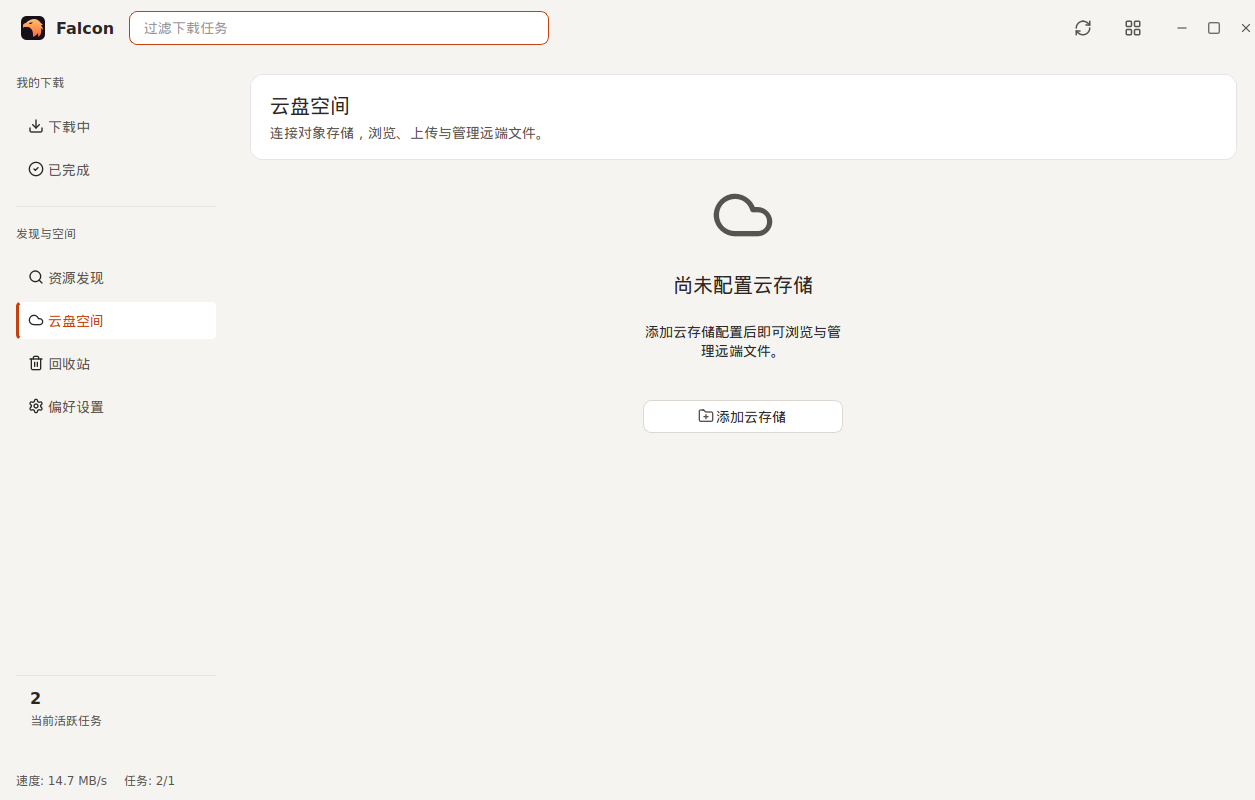 Falcon
过滤下载任务
我的下载
下载中
已完成
发现与空间
资源发现
云盘空间
回收站
偏好设置
2
当前活跃任务
速度: 14.7 MB/s 任务: 2/1
云盘空间
连接对象存储，浏览、上传与管理远端文件。
尚未配置云存储
添加云存储配置后即可浏览与管
理远端文件。
添加云存储